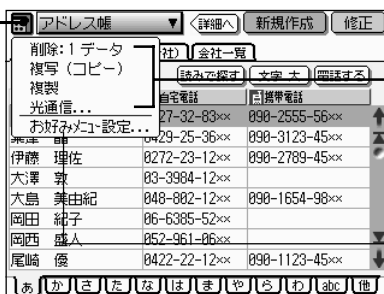 アドレス帳 ▼ 詳細へ 新規作成 修正
削除:1 データ
複写（コピー）
複製
光通信...
お好みメニュー設定...
社) 会社一覧
読みで探す 文字 大 電話する
自宅電話 携帯電話
27-32-83×× 090-2555-56××
晶 0429-25-36×× 090-3123-45××
伊藤 理佐 0272-23-12×× 090-2789-45××
大澤 敦 03-3984-12××
大島 美由紀 048-802-12×× 090-1654-98××
岡田 紀子 06-6385-52××
岡西 盛人 052-961-06××
尾崎 優 0422-22-12×× 090-1123-45××
あ か さ た な は ま や ら わ abc 他